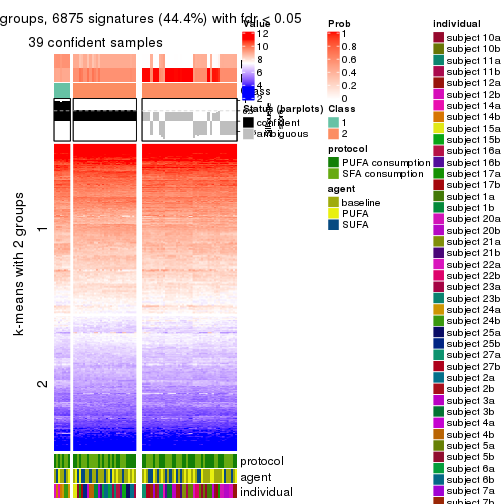 groups, 6875 signatures (44.4%) with fdr < 0.05
39 confident samples
k-means with 2 groups
1
2
protocol
agent
individual
Value
12
10
8
6
4
2
Status (barplots)
confident
ambiguous
Prob
1
0.8
0.6
0.4
0.2
0
Class
1
2
protocol
PUFA consumption
SFA consumption
agent
baseline
PUFA
SUFA
individual
subject 10a
subject 10b
subject 11a
subject 11b
subject 12a
subject 12b
subject 14a
subject 14b
subject 15a
subject 15b
subject 16a
subject 16b
subject 17a
subject 17b
subject 1a
subject 1b
subject 20a
subject 20b
subject 21a
subject 21b
subject 22a
subject 22b
subject 23a
subject 23b
subject 24a
subject 24b
subject 25a
subject 25b
subject 27a
subject 27b
subject 2a
subject 2b
subject 3a
subject 3b
subject 4a
subject 4b
subject 5a
subject 5b
subject 6a
subject 6b
subject 7a
subject 7b